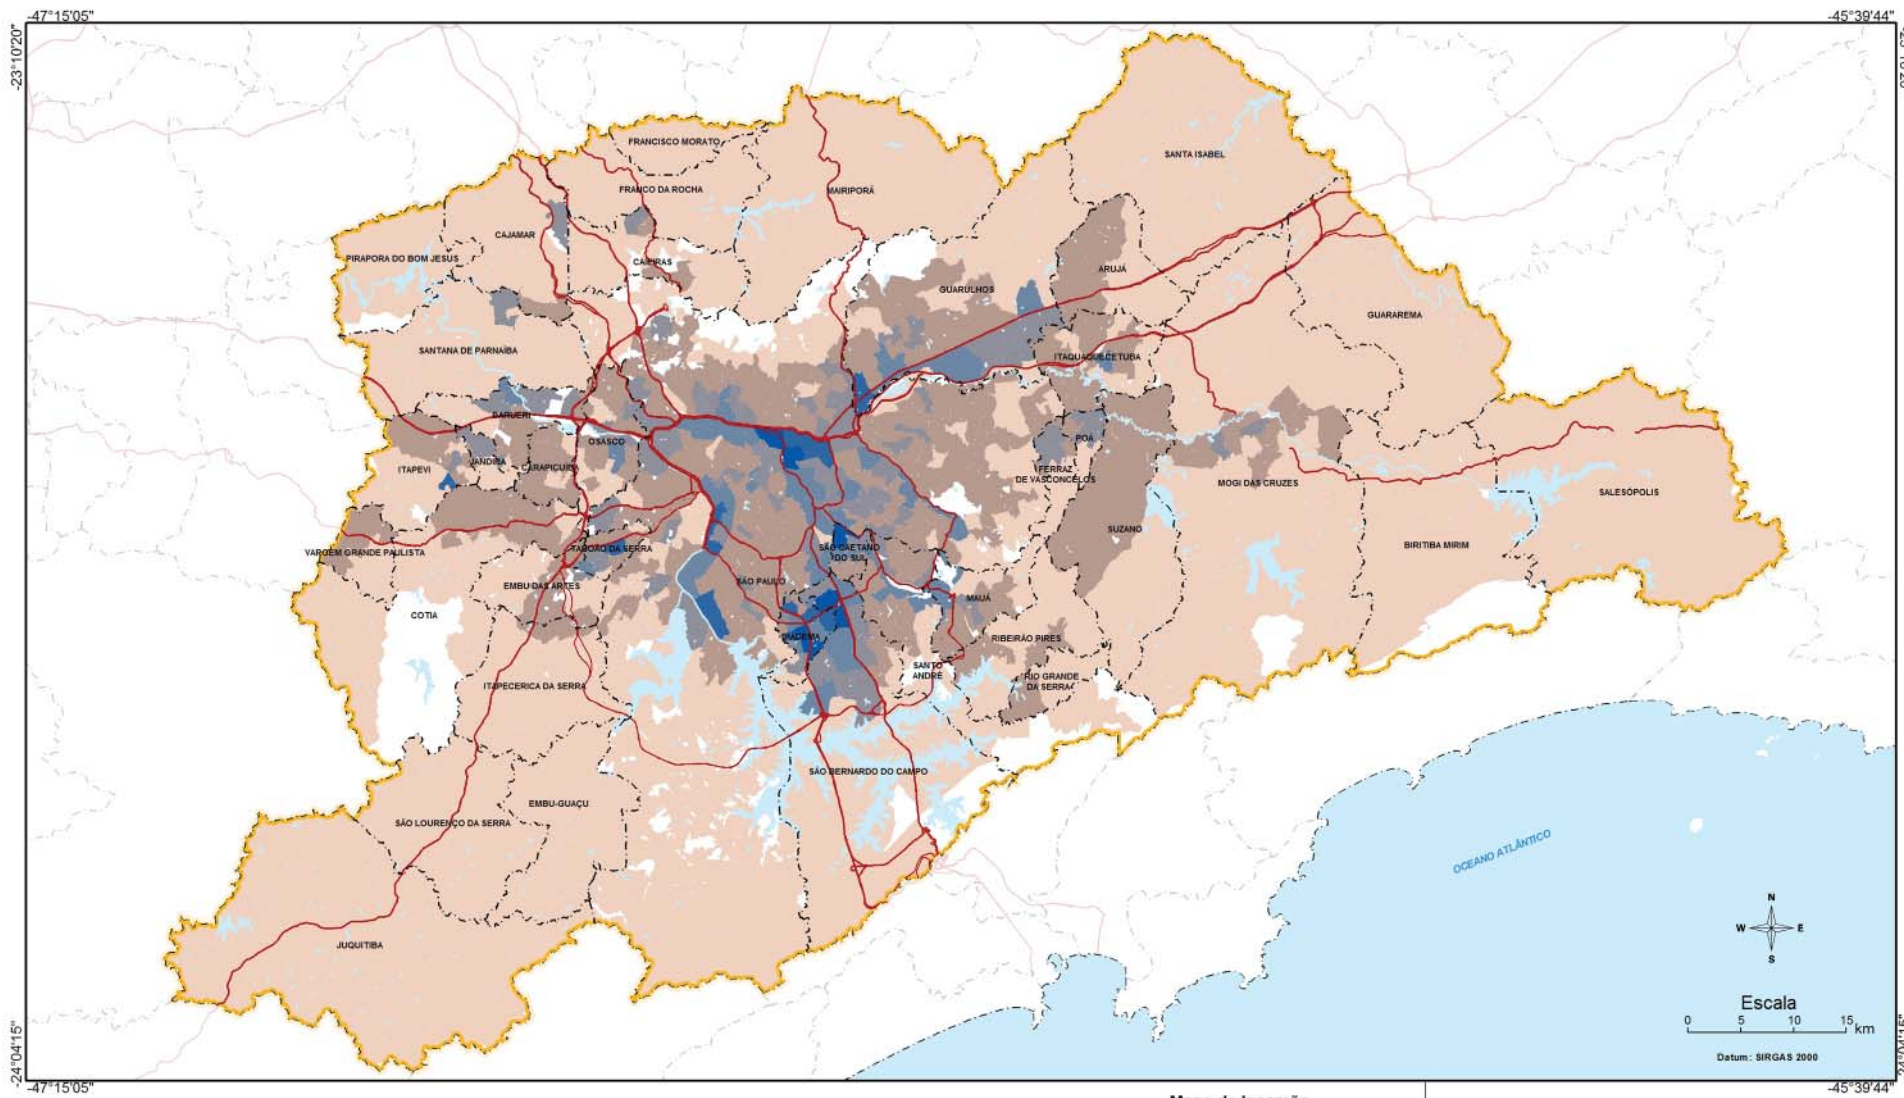 -47°15'05"
-45°39'44"
-23°10'20"
FRANCISCO MORATO
SANTA ISABEL
FRANCO DA ROCHA
MAIRIPORÃ
CAJAMAR
PIRAPORA DO BOM JESUS
CAIEIRAS
ARUJÁ
GUARULHOS
GUARAREMA
SANTANA DE PARNAÍBA
ITAQUAQUECETUBA
BARUERI
OSASCO
POÁ
ITAPEVI
JANDIRA
CARAPICUÍBA
FERRAZ
DE VASCONCELOS
MOGI DAS CRUZES
SALESÓPOLIS
SUZANO
VARGEM GRANDE PAULISTA
TABOÃO DA SERRA
SÃO CAETANO
DO SUL
BIRITIBA MIRIM
EMBU DAS ARTES
SÃO PAULO
MAUÁ
COTIA
DIADEMA
RIBEIRÃO PIRES
SANTO
ANDRÉ
RIO GRANDE
DA SERRA
ITAPECERICA DA SERRA
SÃO BERNARDO DO CAMPO
EMBU-GUAÇU
SÃO LOURENÇO DA SERRA
OCEANO ATLÂNTICO
JUQUITIBA
N
W
E
S
Escala
0 5 10 15 km
Datum: SIRGAS 2000
-24°04'15"
-47°15'05"
-45°39'44"